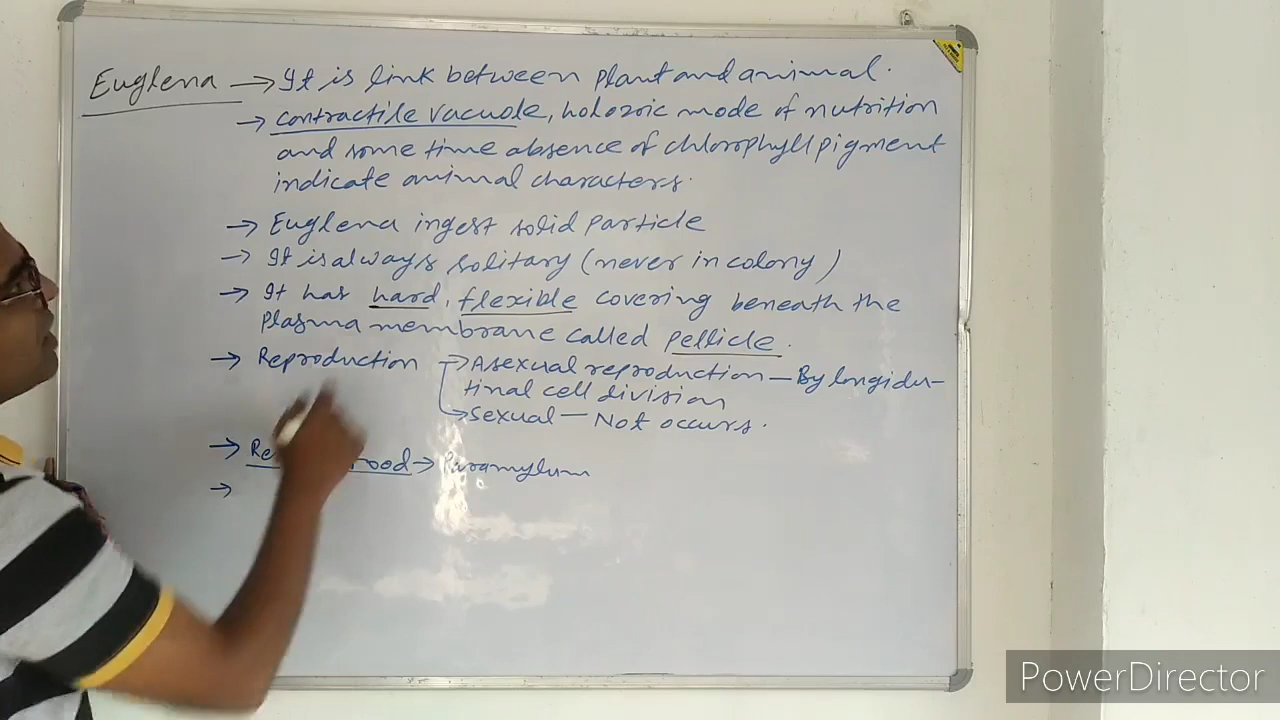 Euglena → It is link between plant and animal.
→ contractile vacuole, holozoic mode of nutrition
and some time absence of chlorophyll pigment
indicate animal characters.
→ Euglena ingest solid particle
→ It is always solitary (never in colony)
→ It has hard, flexible covering beneath the
plasma membrane called pellicle.
→ Reproduction → Asexual reproduction — By longidu-
tinal cell division
→ Sexual — Not occurs.
→ food → Paramylum
→
PowerDirector